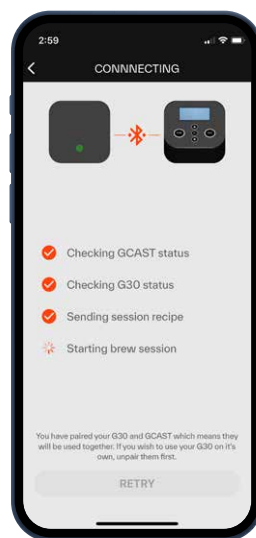 2:59
CONNNECTING
Checking GCAST status
Checking G30 status
Sending session recipe
Starting brew session
You have paired your G30 and GCAST which means they
will be used together. If you wish to use your G30 on it's
own, unpair them first.
RETRY